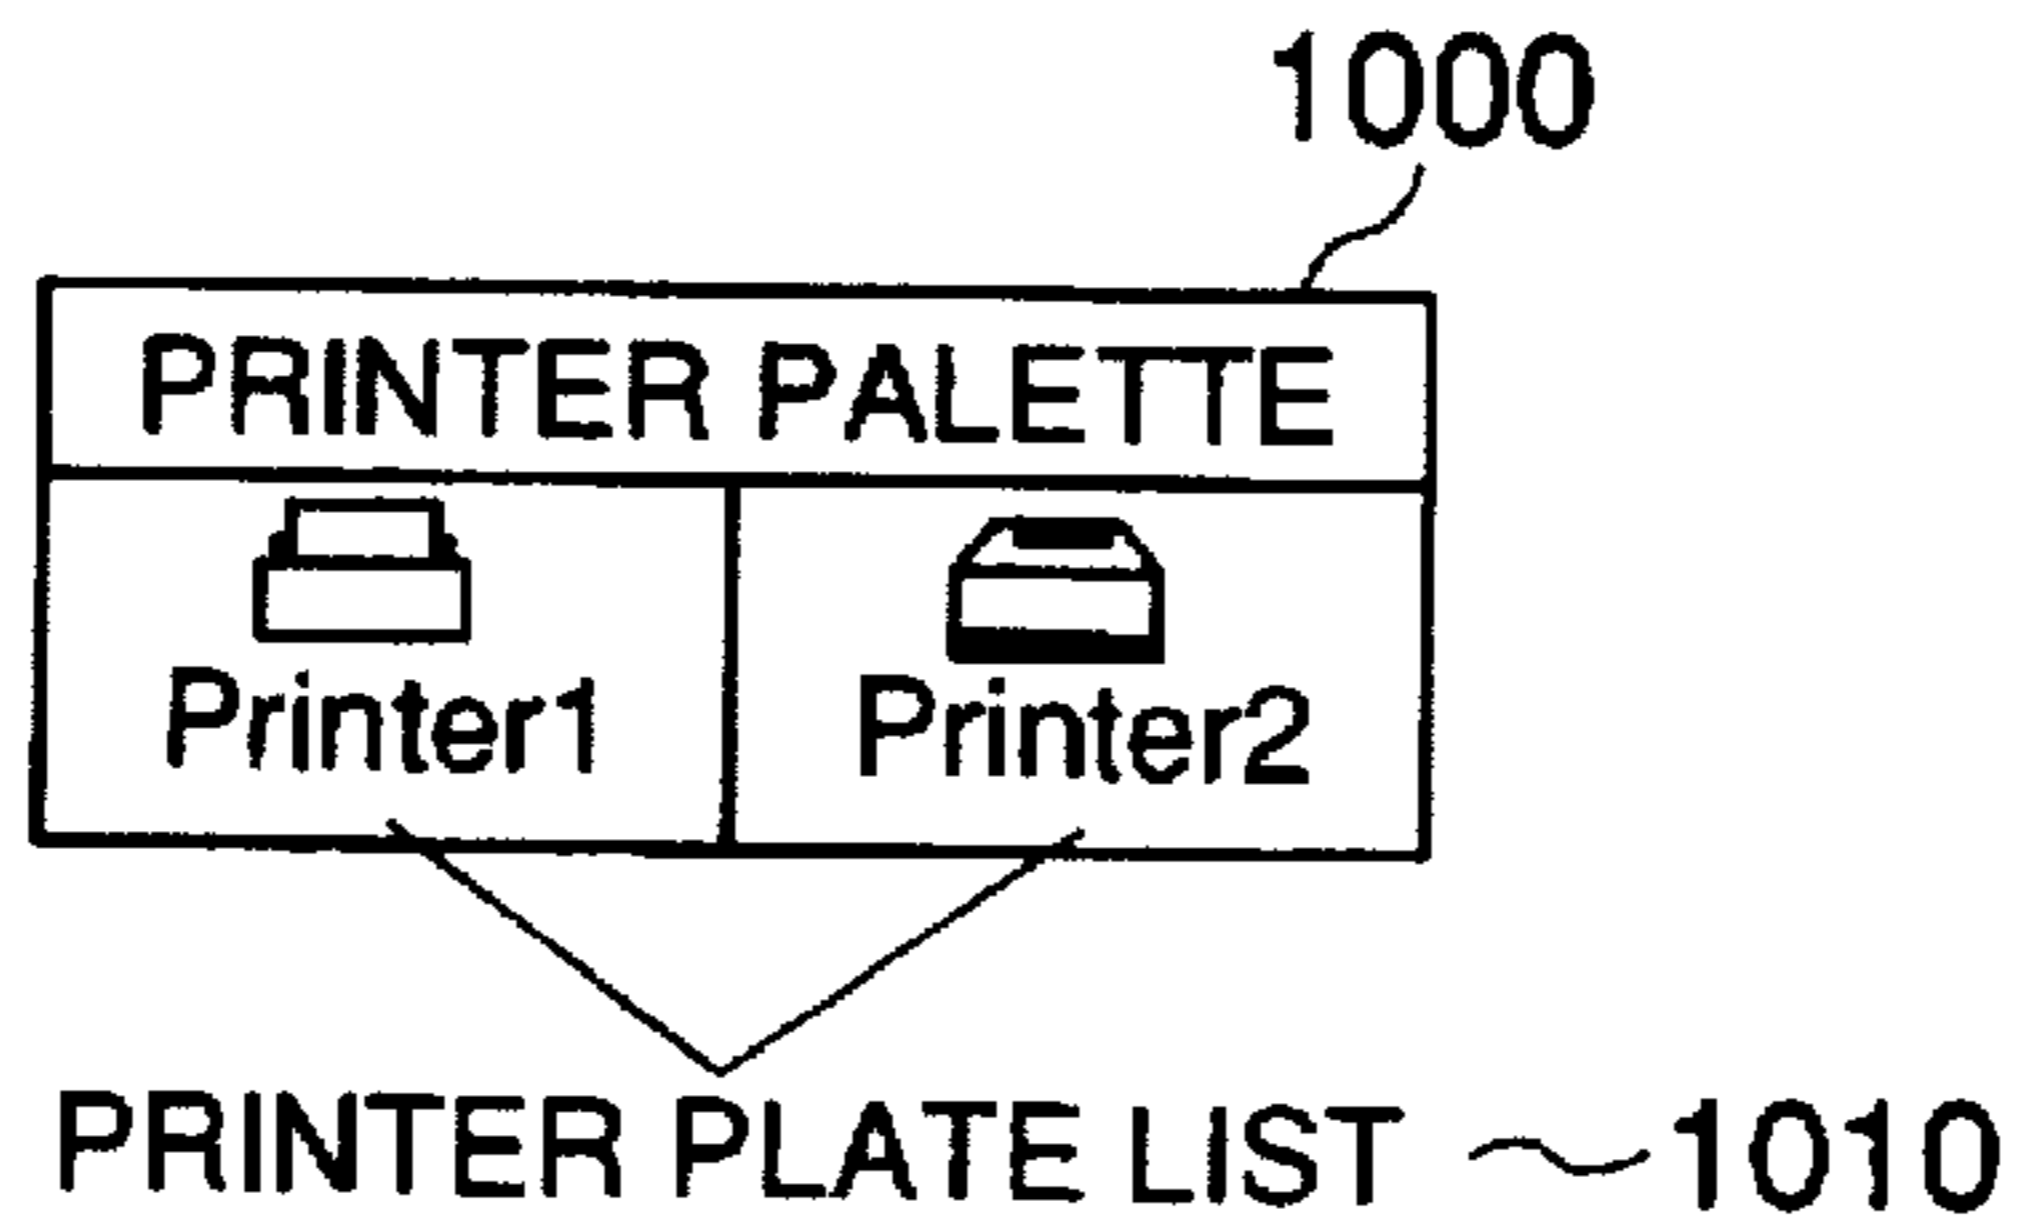 1000
PRINTER PALETTE
Printer1 Printer2
PRINTER PLATE LIST 1010